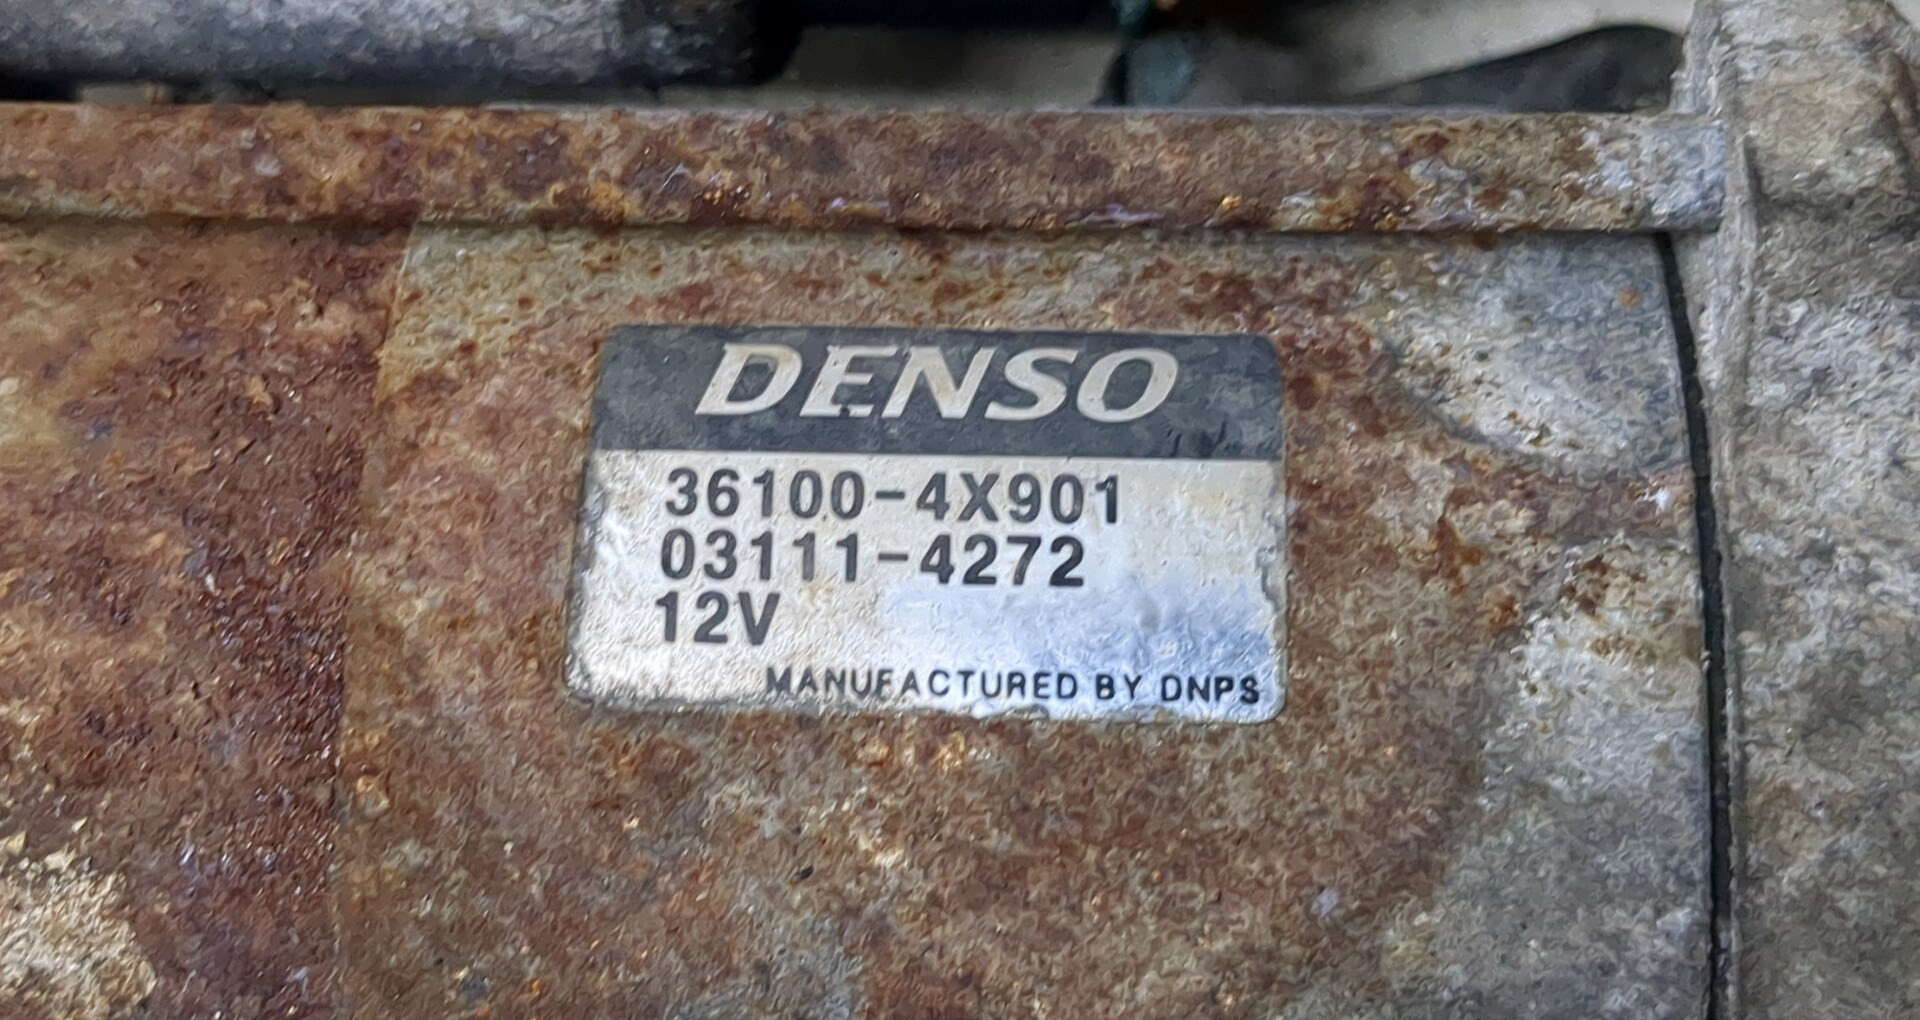 DENSO
36100-4X901
03111-4272
12V
MANUFACTURED BY DNPS